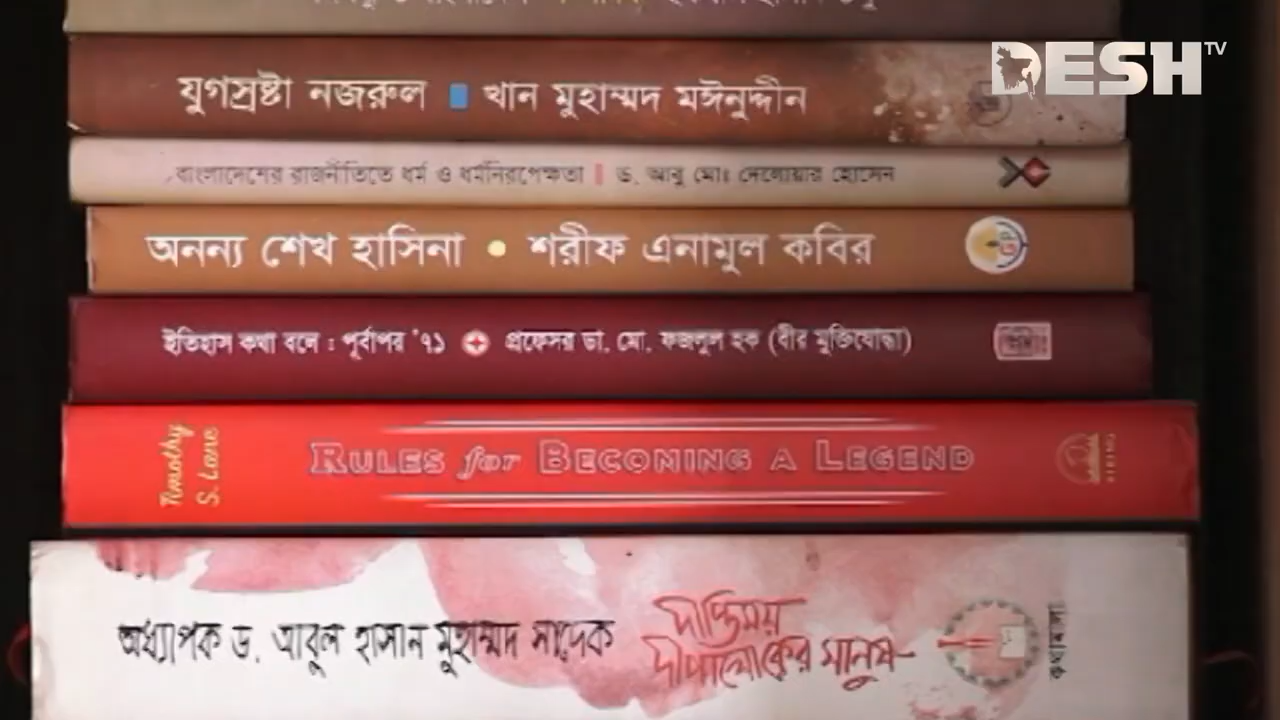 DESH TV
যুগস্রষ্টা নজরুল খান মুহাম্মদ মঈনুদ্দীন
বাংলাদেশের রাজনীতিতে ধর্ম ও ধর্মনিরপেক্ষতা ড. আবু মোঃ দেলোয়ার হোসেন
অনন্য শেখ হাসিনা • শরীফ এনামুল কবির
ইতিহাস কথা বলে : পূর্বাপর '৭১ প্রফেসর ডা. মো. ফজলুল হক (বীর মুক্তিযোদ্ধা)
Timothy
S. Lane
RULES for BECOMING A LEGEND
VIKING
অধ্যাপক ড. আবুল হাসান মুহাম্মদ সাদেক
দীপ্তিময়
দীপালোকের মানুষ